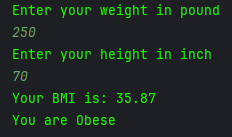 Enter your weight in pound
250
Enter your height in inch
70
Your BMI is: 35.87
You are Obese